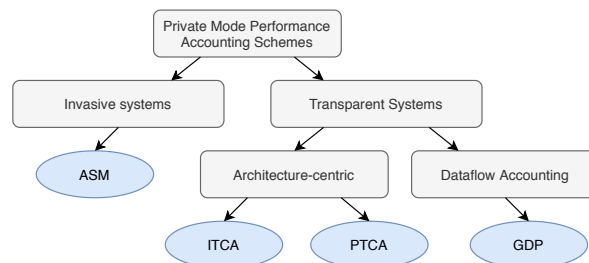 Private Mode Performance
Accounting Schemes
Invasive systems
Transparent Systems
ASM
Architecture-centric
Dataflow Accounting
ITCA
PTCA
GDP